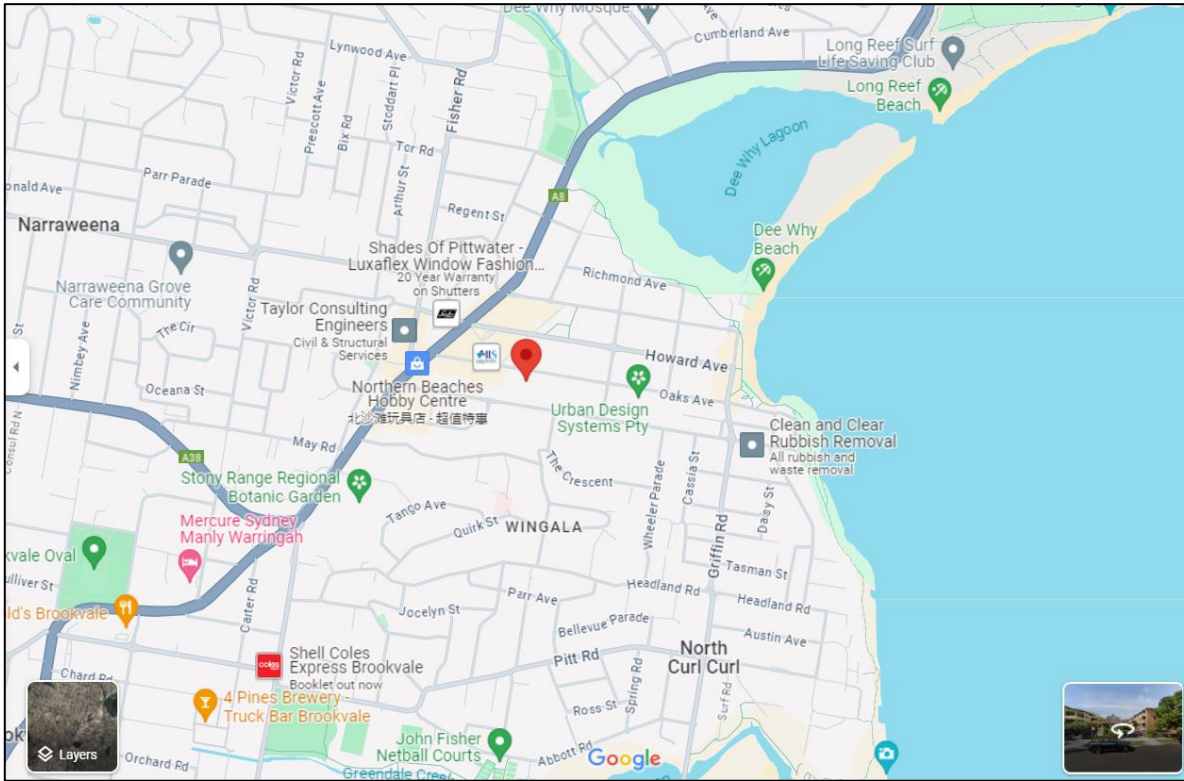 Dee Why Mosque
Cumberland Ave
Long Reef Surf
Life Saving Club
Long Reef
Beach
Lynwood Ave
Victor Rd
Prescott Ave
Bix Rd
Stoddart Pl
Fisher Rd
Tor Rd
Arthur St
Dee Why Lagoon
Parr Parade
onald Ave
A8
Regent St
Narraweena
Dee Why
Beach
Shades Of Pittwater -
Luxaflex Window Fashion...
20 Year Warranty
on Shutters
Richmond Ave
Narraweena Grove
Care Community
Victor Rd
Taylor Consulting
Engineers
Civil & Structural
Services
St
Nimbey Ave
The Cir
Howard Ave
Northern Beaches
Hobby Centre
北沙灘玩具店 - 超值特惠
Oceana St
Oaks Ave
Urban Design
Systems Pty
Clean and Clear
Rubbish Removal
All rubbish and
waste removal
May Rd
Consul Rd N
A38
The Crescent
Wheeler Parade
Cassia St
Stony Range Regional
Botanic Garden
Daisy St
Tango Ave
Quirk St
WINGALA
Mercure Sydney
Manly Warringah
kvale Oval
Griffin Rd
Tasman St
ulliver St
Headland Rd
Headland Rd
Parr Ave
ld's Brookvale
Carter Rd
Jocelyn St
Bellevue Parade
Austin Ave
North
Curl Curl
Pitt Rd
coles
Shell Coles
Express Brookvale
Booklet out now
Chard Rd
Spring Rd
Surf Rd
4 Pines Brewery -
Truck Bar Brookvale
Ross St
John Fisher
Netball Courts
Abbott Rd
Layers
Orchard Rd
Greendale Creek
Google